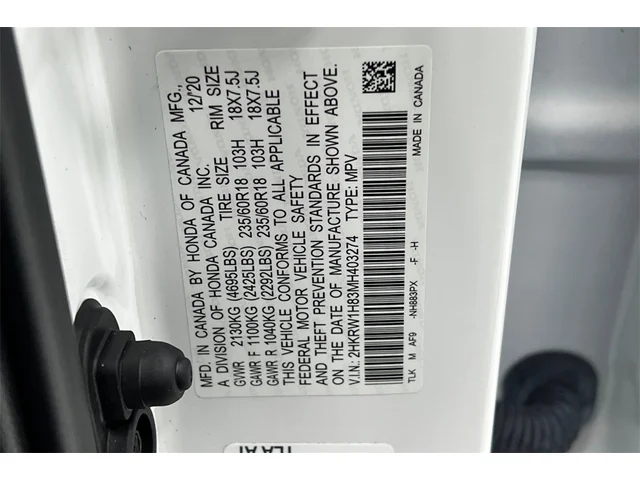 MFD. IN CANADA BY HONDA OF CANADA MFG.,
A DIVISION OF HONDA CANADA INC. 12/'20
TIRE SIZE RIM SIZE
GVWR 2130KG (4695LBS)
GAWR F 1100KG (2425LBS) 235/60R18 103H 18X7.5J
GAWR R 1040KG (2292LBS) 235/60R18 103H 18X7.5J
THIS VEHICLE CONFORMS TO ALL APPLICABLE
FEDERAL MOTOR VEHICLE SAFETY
THEFT PREVENTION STANDARDS IN EFFECT
ON THE DATE OF MANUFACTURE SHOWN ABOVE.
V.I.N.: 2HKRW1H83MH403274 TYPE: MPV
TLK M AF9 -NH883PX -F -H
MADE IN CANADA